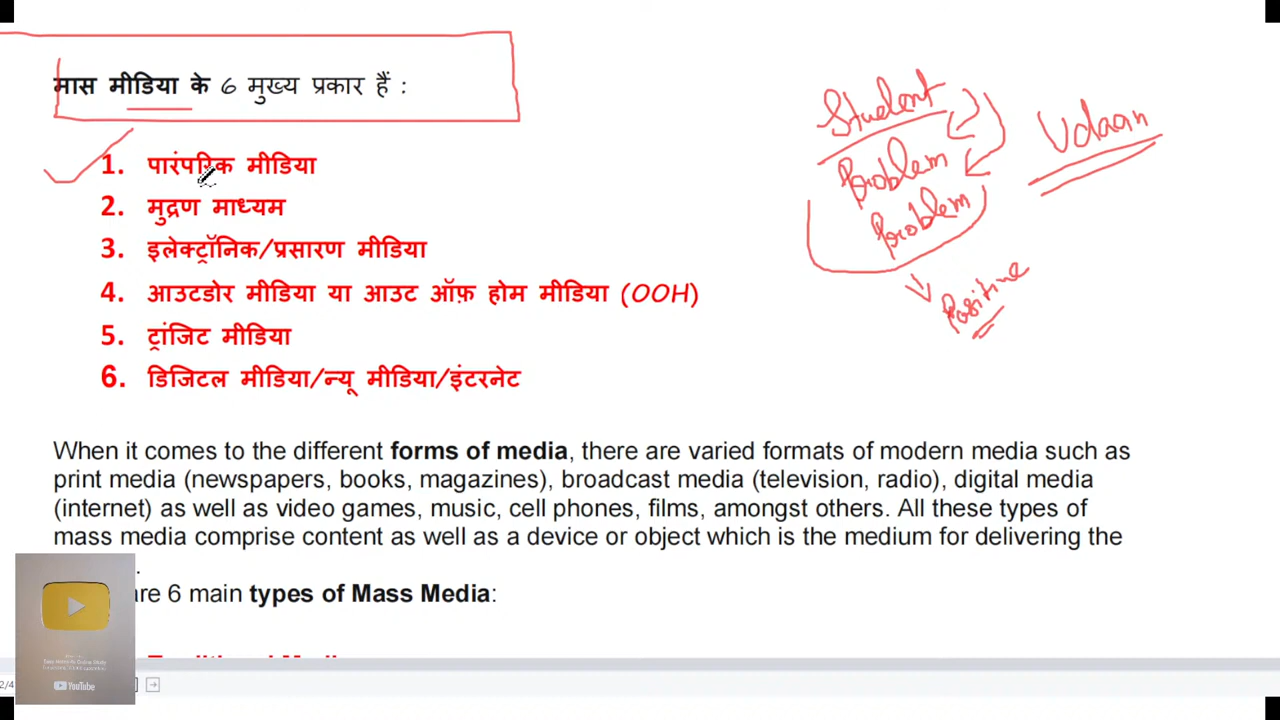 मास मीडिया के 6 मुख्य प्रकार हैं :
1. पारंपरिक मीडिया
2. मुद्रण माध्यम
3. इलेक्ट्रॉनिक/प्रसारण मीडिया
4. आउटडोर मीडिया या आउट ऑफ़ होम मीडिया (OOH)
5. ट्रांजिट मीडिया
6. डिजिटल मीडिया/न्यू मीडिया/इंटरनेट
Student
Problem
Problem
Positive
Udaan
When it comes to the different forms of media, there are varied formats of modern media such as
print media (newspapers, books, magazines), broadcast media (television, radio), digital media
(internet) as well as video games, music, cell phones, films, amongst others. All these types of
mass media comprise content as well as a device or object which is the medium for delivering the
.
are 6 main types of Mass Media:
YouTube
2/4